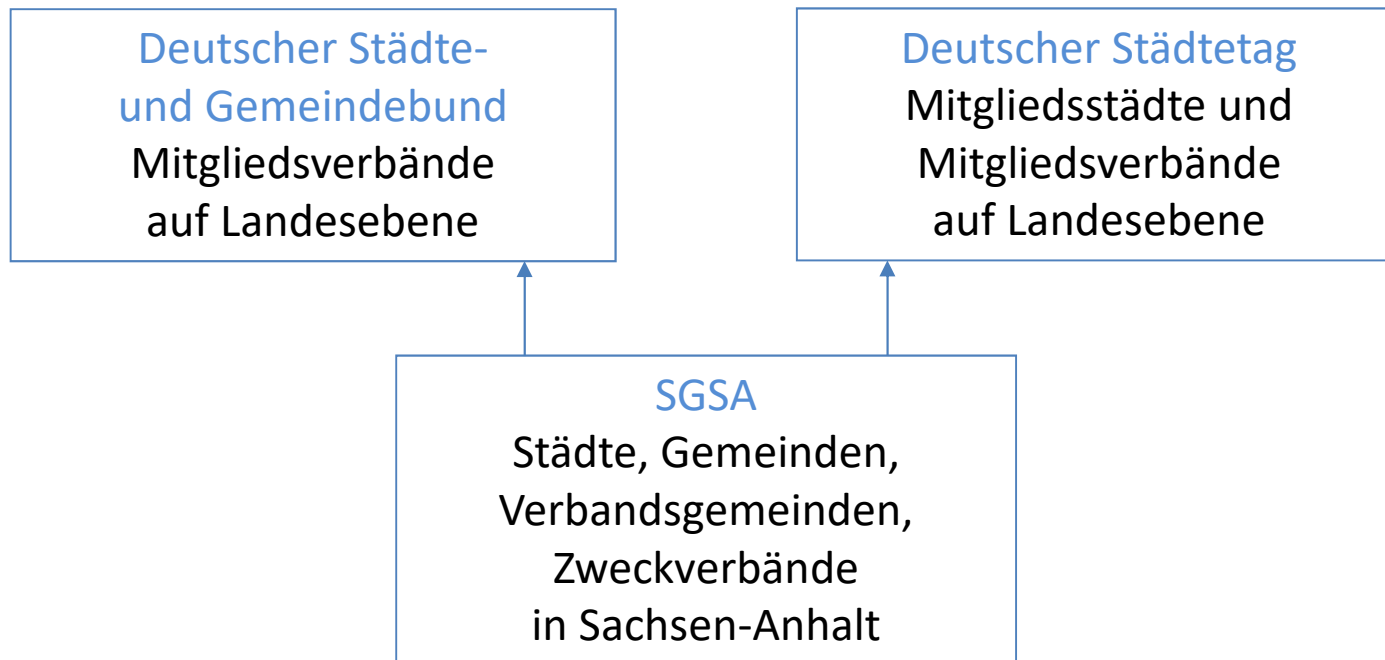 Deutscher Städte-
und Gemeindebund
Mitgliedsverbände
auf Landesebene
Deutscher Städtetag
Mitgliedsstädte und
Mitgliedsverbände
auf Landesebene
SGSA
Städte, Gemeinden,
Verbandsgemeinden,
Zweckverbände
in Sachsen-Anhalt